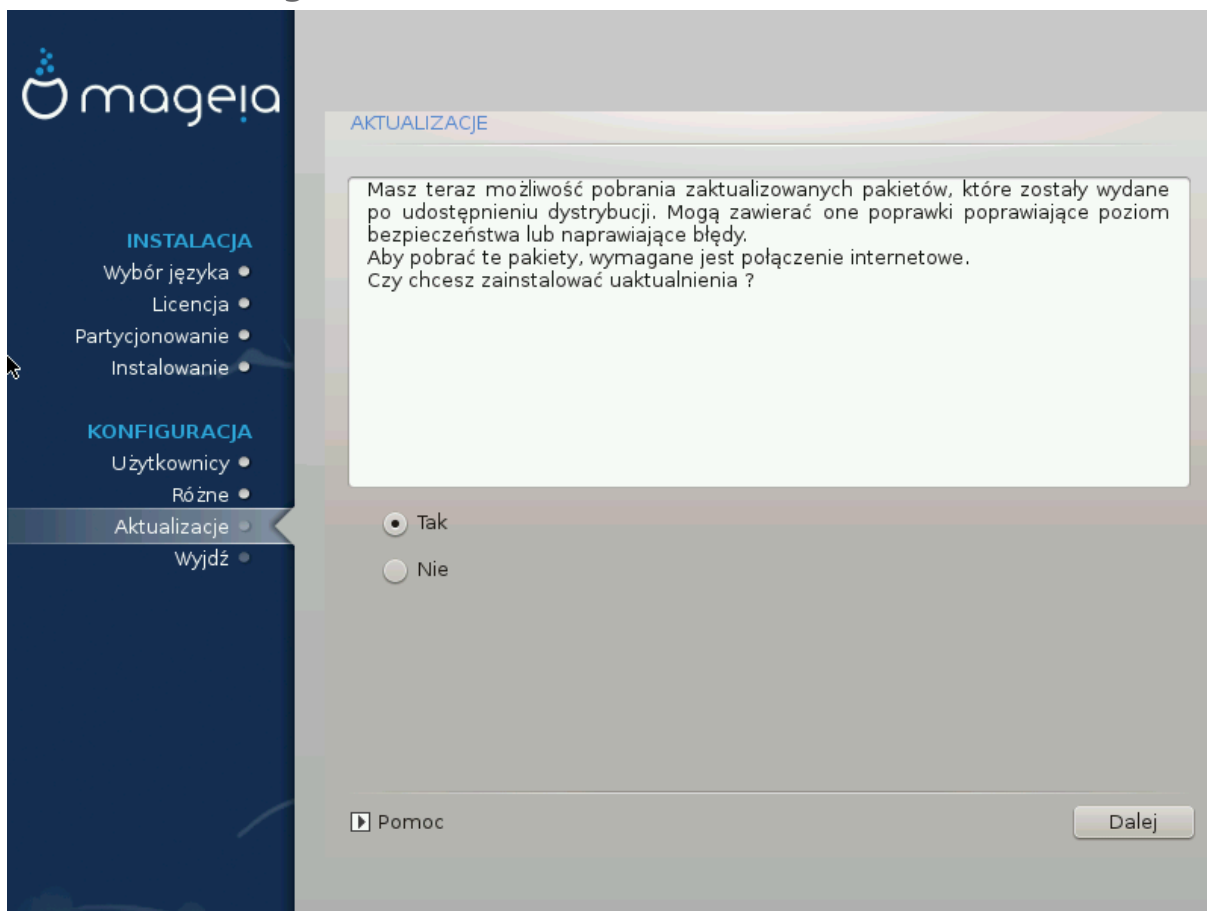 mageia
INSTALACJA
Wybór języka
Licencja
Partycjonowanie
Instalowanie
KONFIGURACJA
Użytkownicy
Różne
Aktualizacje
Wyjdź
AKTUALIZACJE
Masz teraz możliwość pobrania zaktualizowanych pakietów, które zostały wydane
po udostępnieniu dystrybucji. Mogą zawierać one poprawki poprawiające poziom
bezpieczeństwa lub naprawiające błędy.
Aby pobrać te pakiety, wymagane jest połączenie internetowe.
Czy chcesz zainstalować uaktualnienia ?
Tak
Nie
Pomoc
Dalej